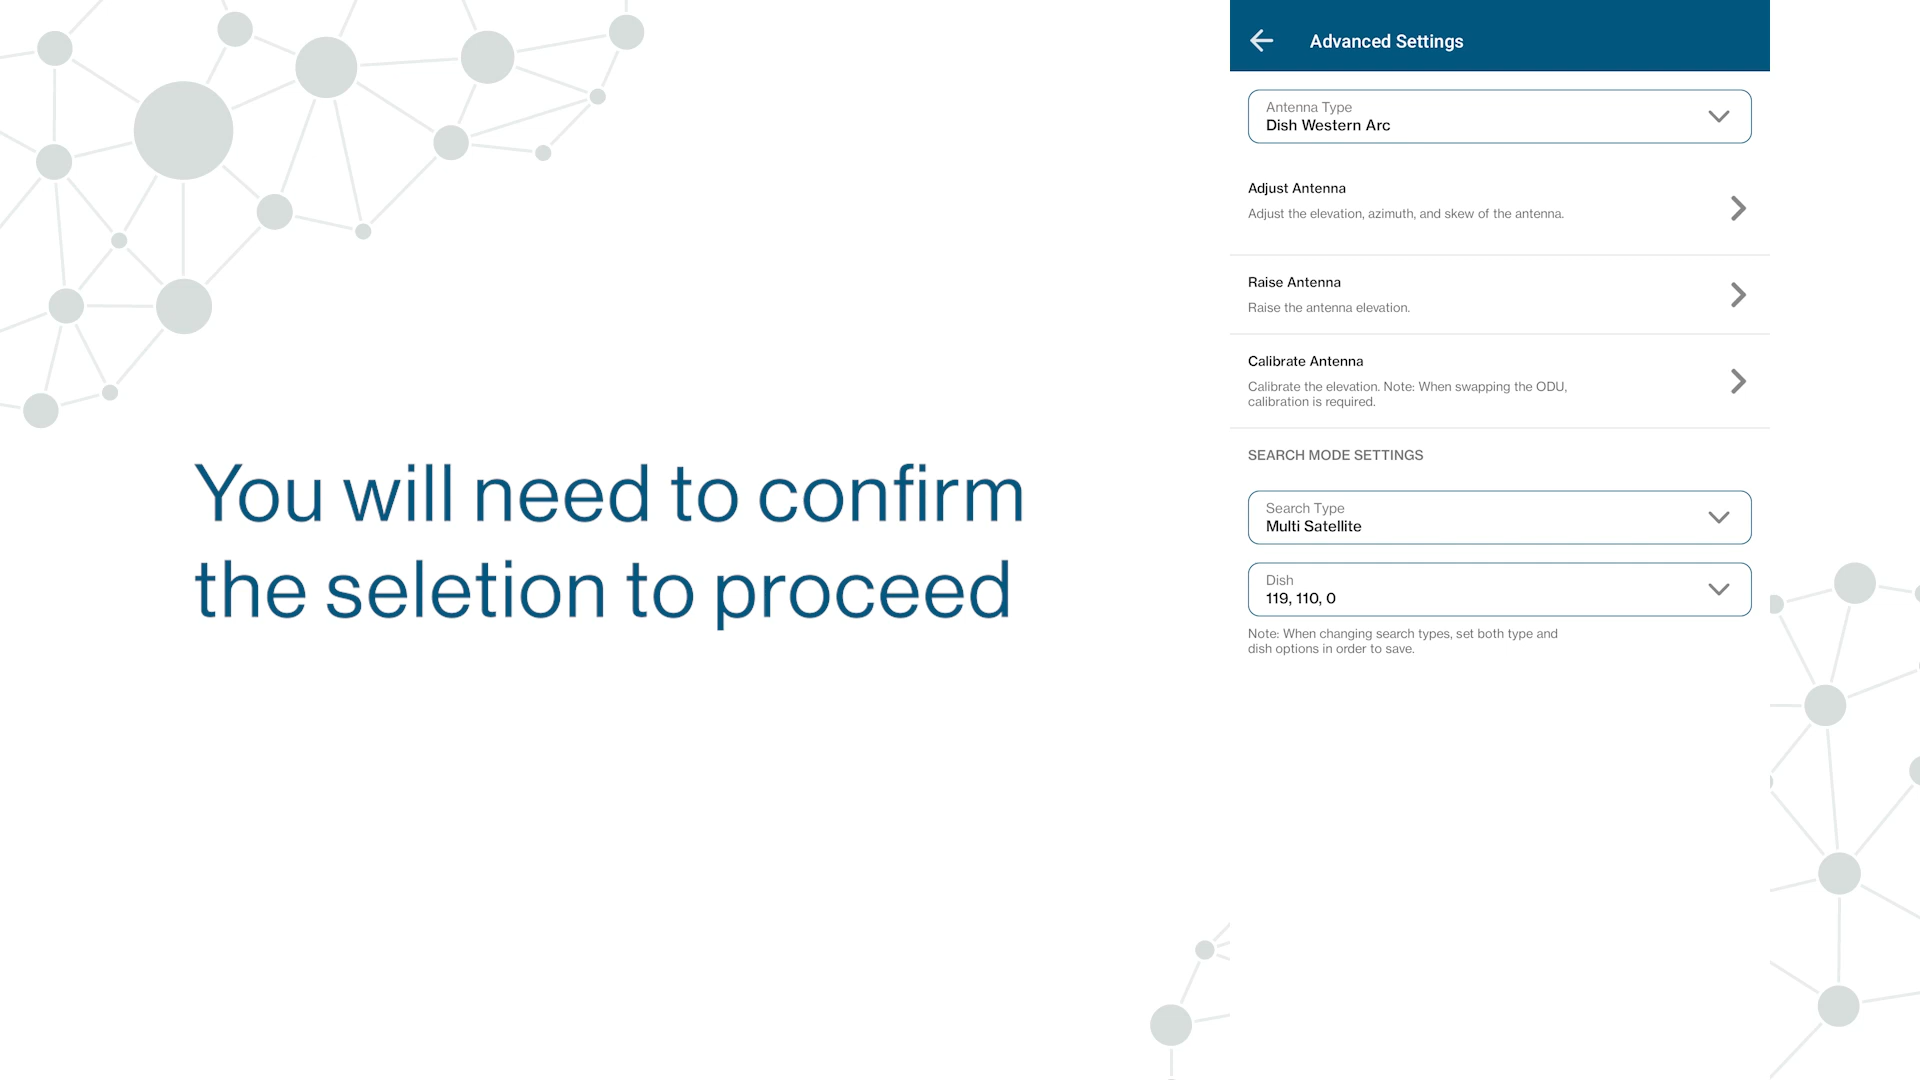 You will need to confirm
the seletion to proceed
Advanced Settings
Antenna Type
Dish Western Arc
Adjust Antenna
Adjust the elevation, azimuth, and skew of the antenna.
Raise Antenna
Raise the antenna elevation.
Calibrate Antenna
Calibrate the elevation. Note: When swapping the ODU,
calibration is required.
SEARCH MODE SETTINGS
Search Type
Multi Satellite
Dish
119, 110, 0
Note: When changing search types, set both type and
dish options in order to save.